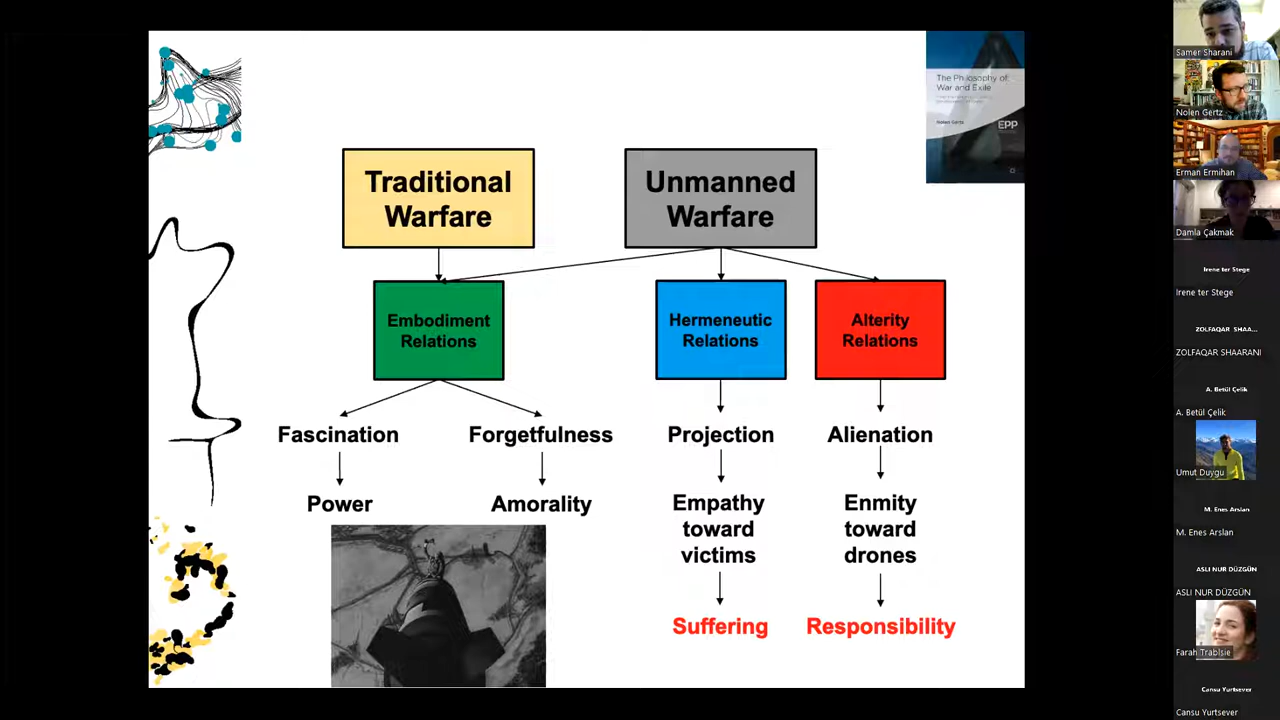 The Philosophy of
War and Exile
Nolen Gertz
EPP
Traditional
Warfare
Unmanned
Warfare
Embodiment
Relations
Hermeneutic
Relations
Alterity
Relations
Fascination
Forgetfulness
Projection
Alienation
Power
Amorality
Empathy
toward
victims
Enmity
toward
drones
Suffering
Responsibility
Samer Sharani
Nolen Gertz
Erman Ermihan
Damla Çakmak
Irene ter Stege
Irene ter Stege
ZOLFAQAR SHAA...
ZOLFAQAR SHAARANI
A. Betül Çelik
A. Betül Çelik
Umut Duygu
M. Enes Arslan
M. Enes Arslan
ASLI NUR DÜZGÜN
ASLI NUR DÜZGÜN
Farah Trablsie
Cansu Yurtsever
Cansu Yurtsever